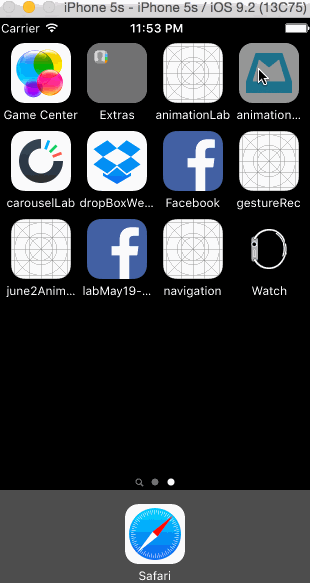 iPhone 5s - iPhone 5s / iOS 9.2 (13C75)
Carrier 11:53 PM
Game Center Extras animationLab animation...
carouselLab dropBoxWe... Facebook gestureRec
june2Anim... labMay19-... navigation Watch
Safari